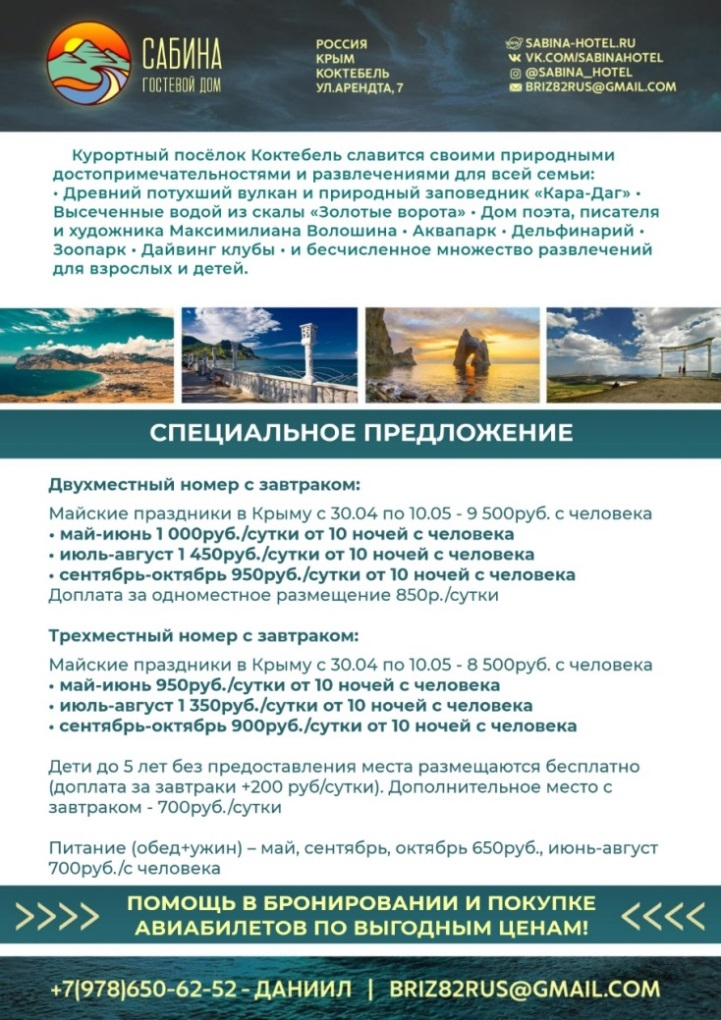 САБИНА
ГОСТЕВОЙ ДОМ
РОССИЯ
КРЫМ
КОКТЕБЕЛЬ
УЛ.АРЕНДТА, 7
SABINA-HOTEL.RU
VK.COM/SABINAHOTEL
@SABINA_HOTEL
BRIZ82RUS@GMAIL.COM
Курортный посёлок Коктебель славится своими природными
достопримечательностями и развлечениями для всей семьи:
• Древний потухший вулкан и природный заповедник «Кара-Даг» •
Высеченные водой из скалы «Золотые ворота» • Дом поэта, писателя
и художника Максимилиана Волошина • Аквапарк • Дельфинарий •
Зоопарк • Дайвинг клубы • и бесчисленное множество развлечений
для взрослых и детей.
СПЕЦИАЛЬНОЕ ПРЕДЛОЖЕНИЕ
Двухместный номер с завтраком:
Майские праздники в Крыму с 30.04 по 10.05 - 9 500руб. с человека
• май-июнь 1 000руб./сутки от 10 ночей с человека
• июль-август 1 450руб./сутки от 10 ночей с человека
• сентябрь-октябрь 950руб./сутки от 10 ночей с человека
Доплата за одноместное размещение 850р./сутки
Трехместный номер с завтраком:
Майские праздники в Крыму с 30.04 по 10.05 - 8 500руб. с человека
• май-июнь 950руб./сутки от 10 ночей с человека
• июль-август 1 350руб./сутки от 10 ночей с человека
• сентябрь-октябрь 900руб./сутки от 10 ночей с человека
Дети до 5 лет без предоставления места размещаются бесплатно
(доплата за завтраки +200 руб/сутки). Дополнительное место с
завтраком - 700руб./сутки
Питание (обед+ужин) – май, сентябрь, октябрь 650руб., июнь-август
700руб./с человека
ПОМОЩЬ В БРОНИРОВАНИИ И ПОКУПКЕ
АВИАБИЛЕТОВ ПО ВЫГОДНЫМ ЦЕНАМ!
+7(978)650-62-52 - ДАНИИЛ | BRIZ82RUS@GMAIL.COM